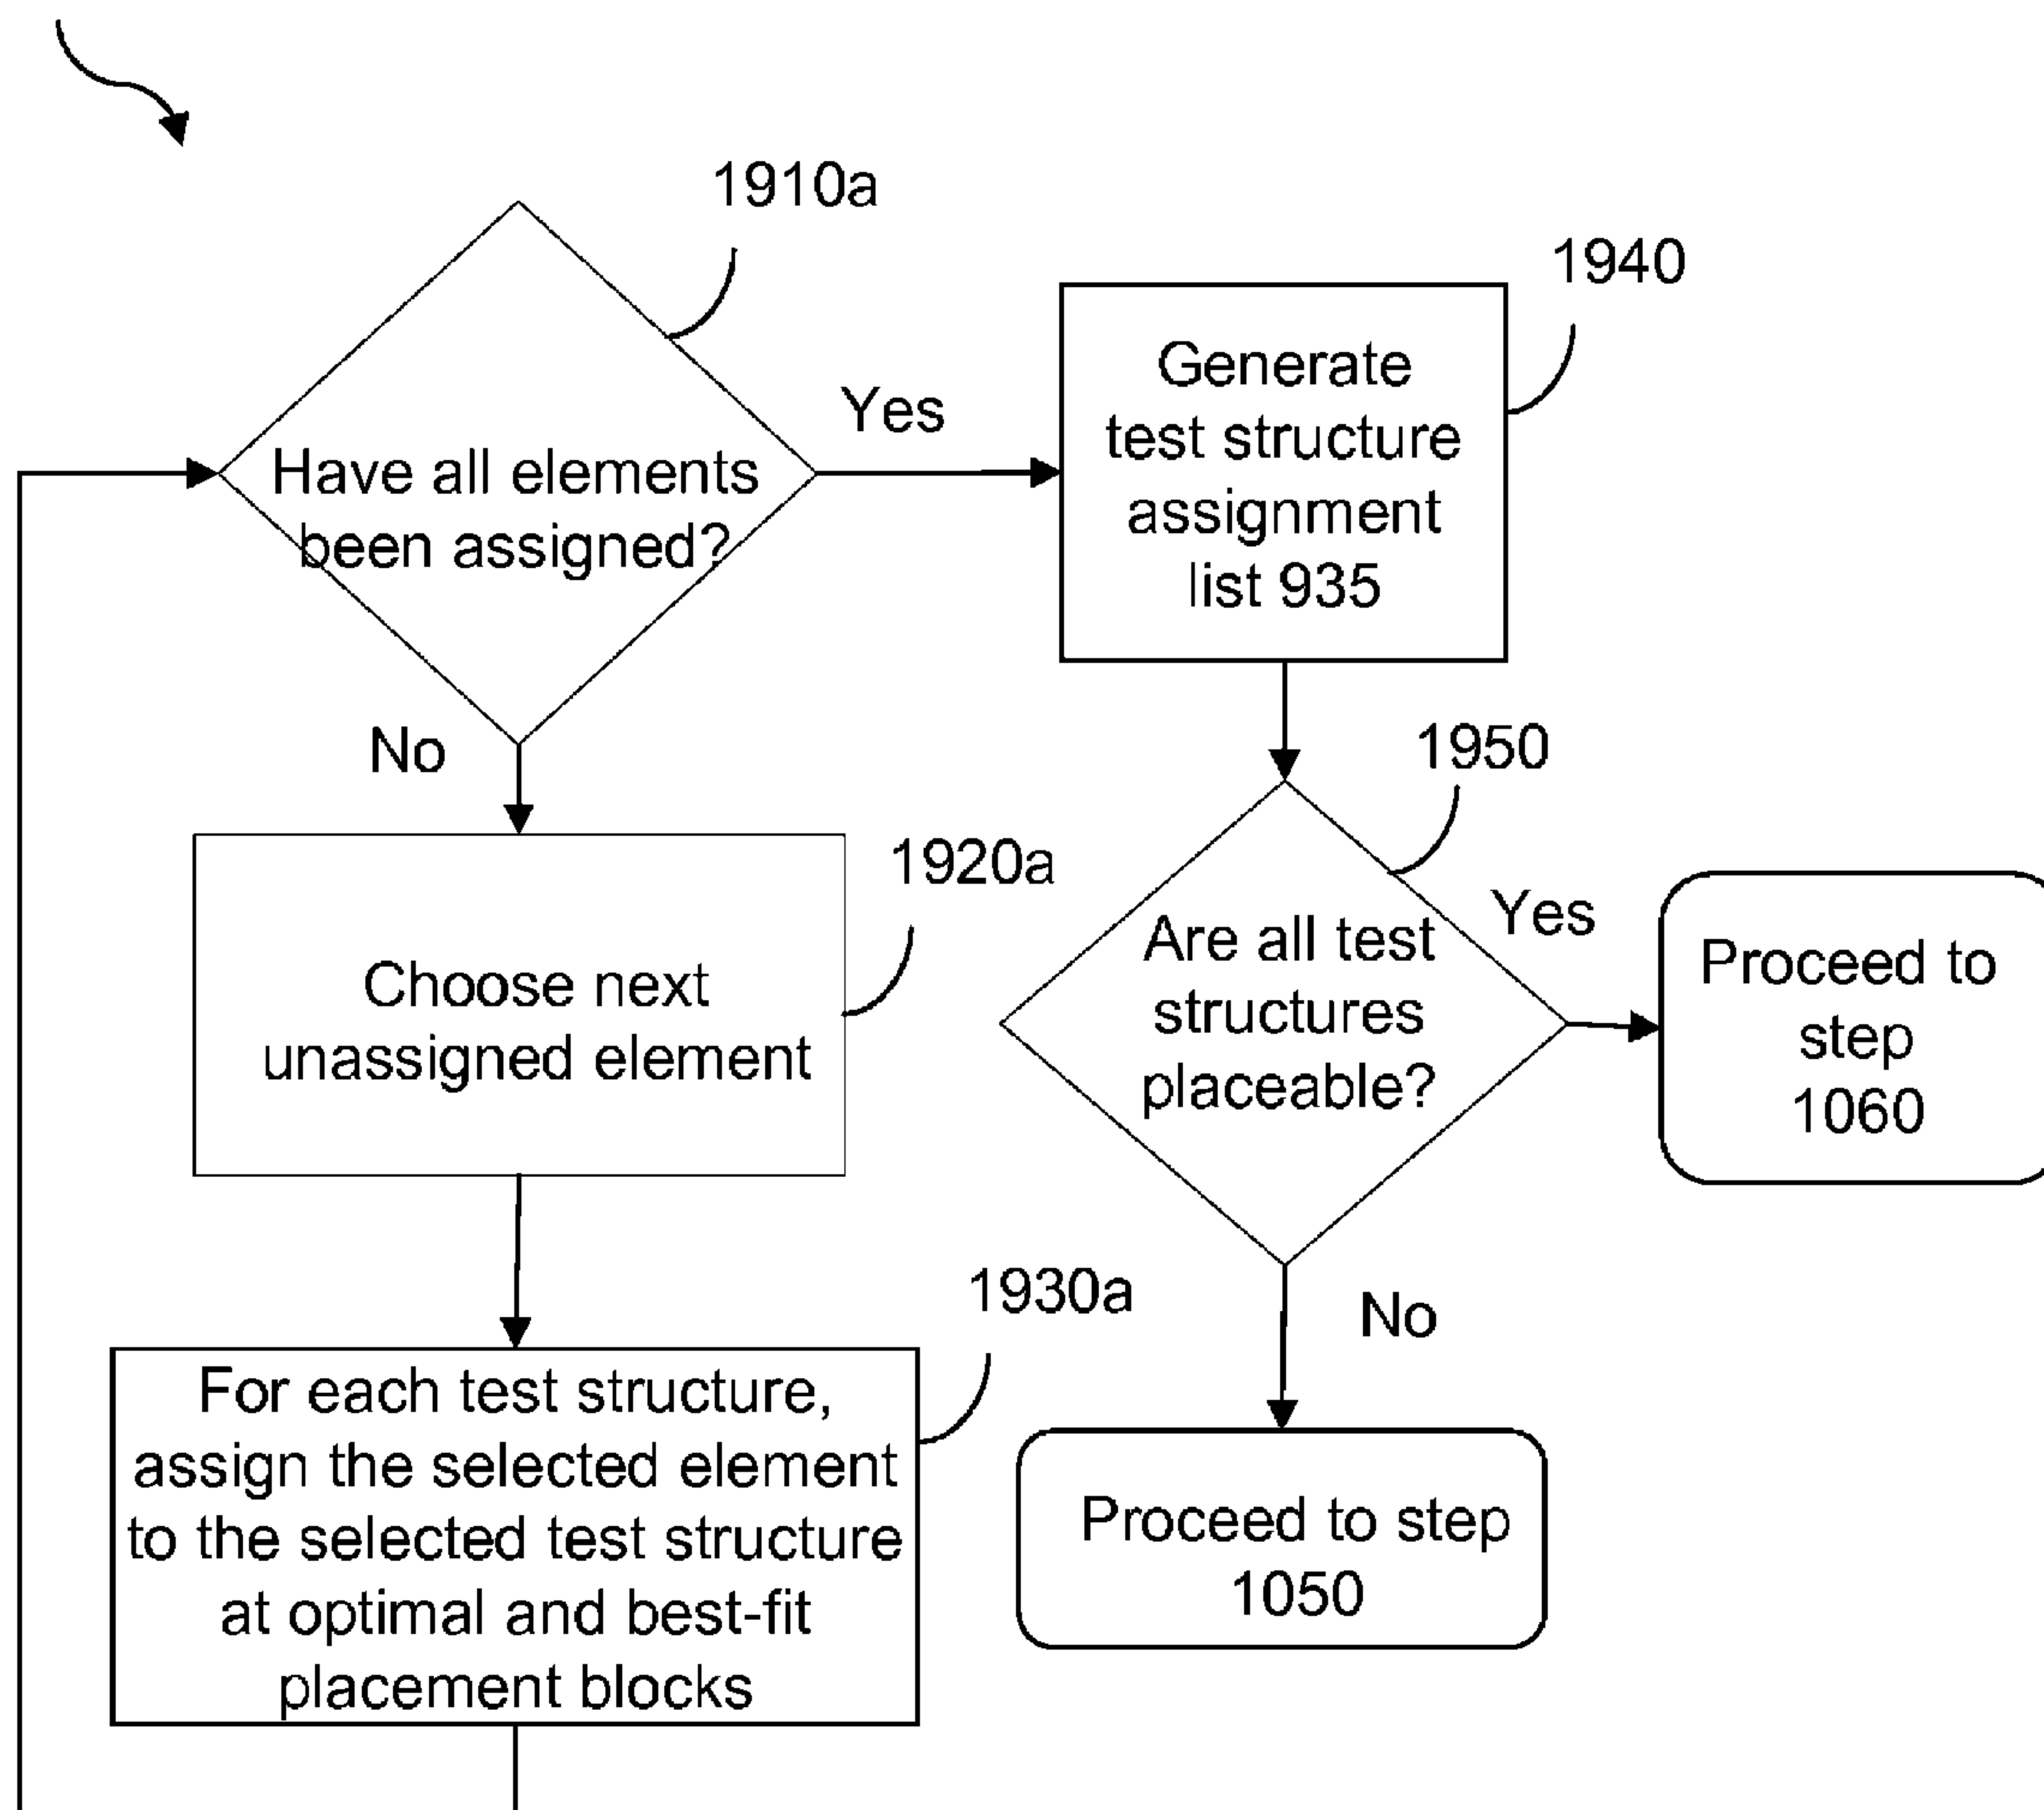 1910a
Have all elements
been assigned?
Yes
No
1920a
Choose next
unassigned element
1930a
For each test structure,
assign the selected element
to the selected test structure
at optimal and best-fit
placement blocks
1940
Generate
test structure
assignment
list 935
1950
Are all test
structures
placeable?
Yes
Proceed to
step
1060
No
Proceed to step
1050